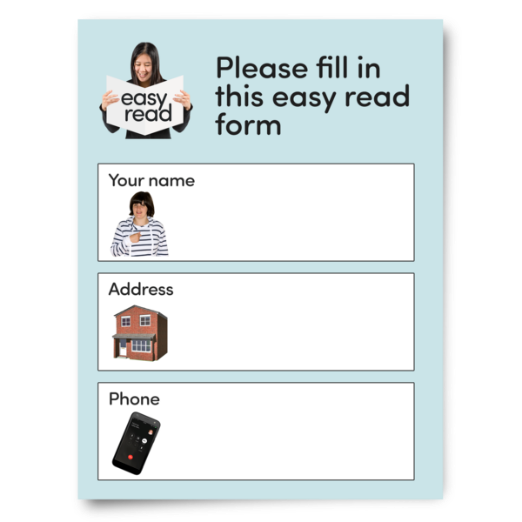 easy
read
Please fill in
this easy read
form
Your name
Address
Phone